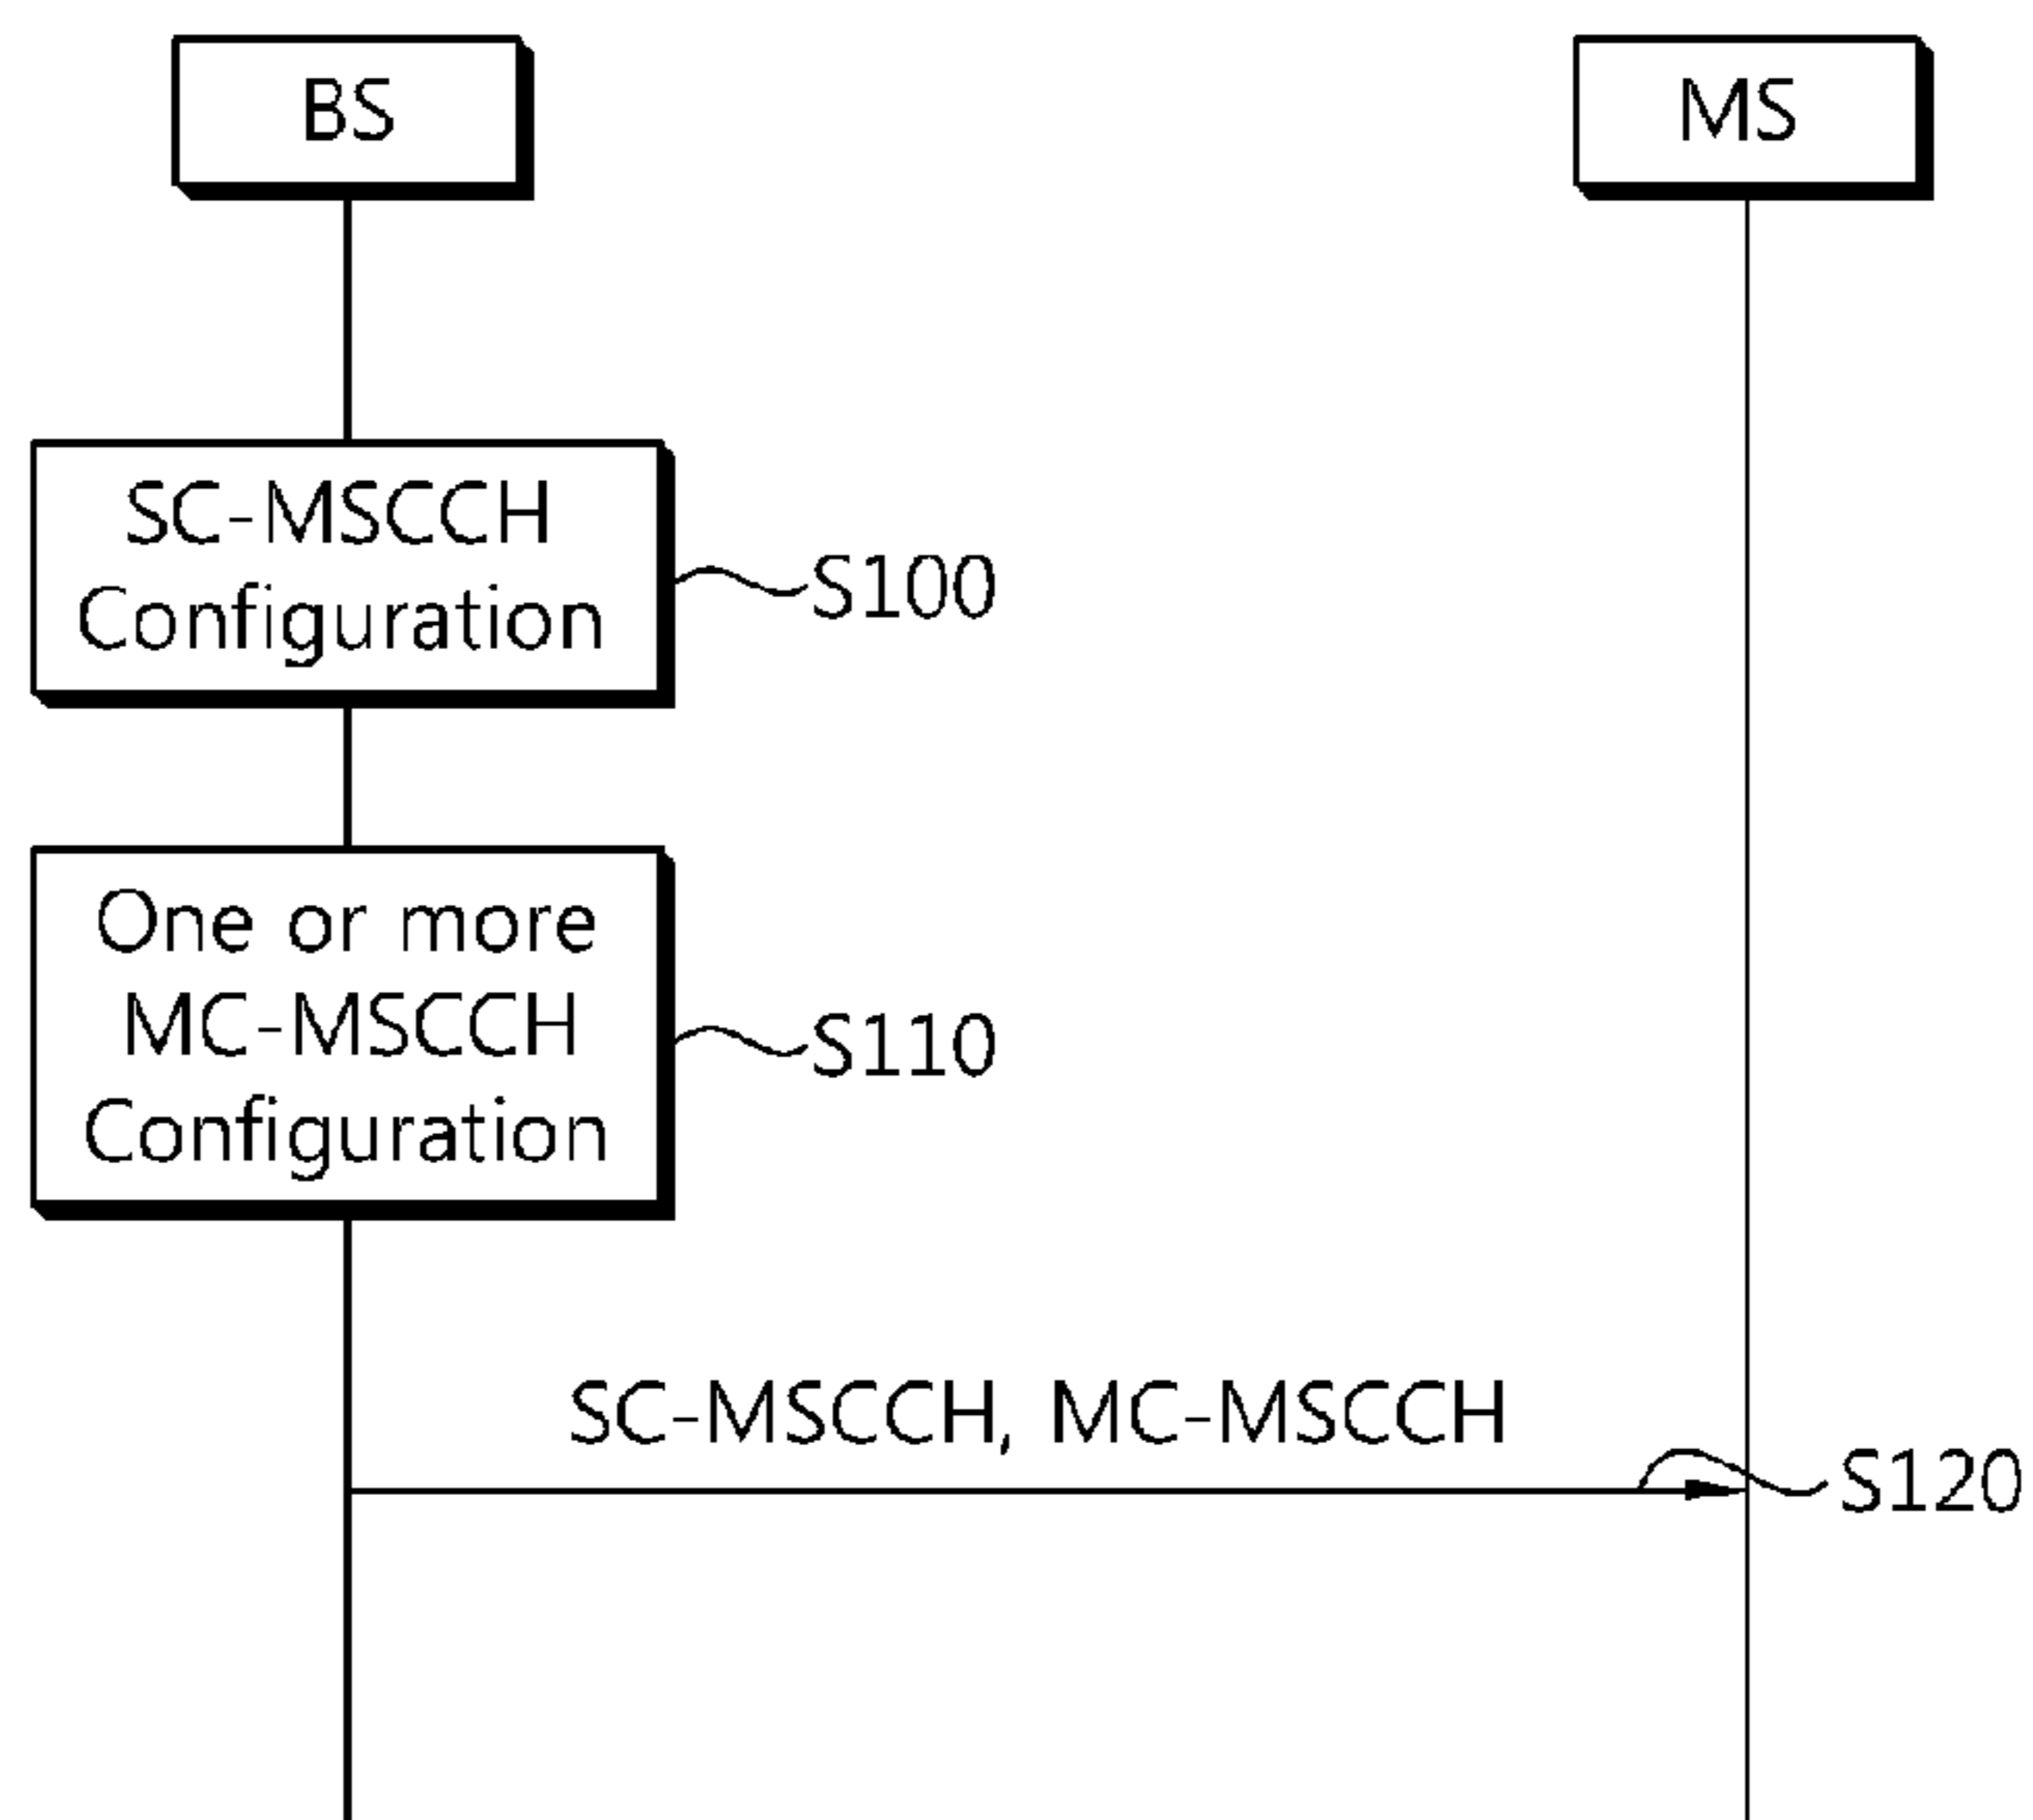 BS
MS
SC-MSCCH
Configuration
S100
One or more
MC-MSCCH
Configuration
S110
SC-MSCCH, MC-MSCCH
S120